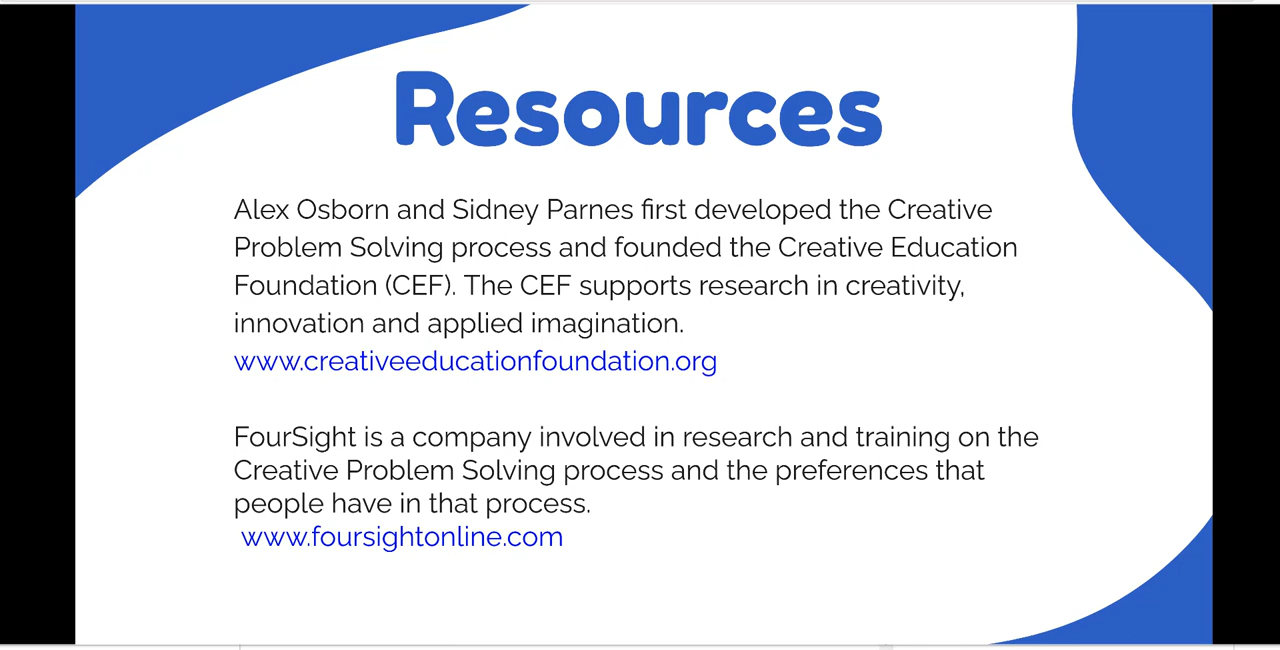 Resources
Alex Osborn and Sidney Parnes first developed the Creative
Problem Solving process and founded the Creative Education
Foundation (CEF). The CEF supports research in creativity,
innovation and applied imagination.
www.creativeeducationfoundation.org
FourSight is a company involved in research and training on the
Creative Problem Solving process and the preferences that
people have in that process.
www.foursightonline.com